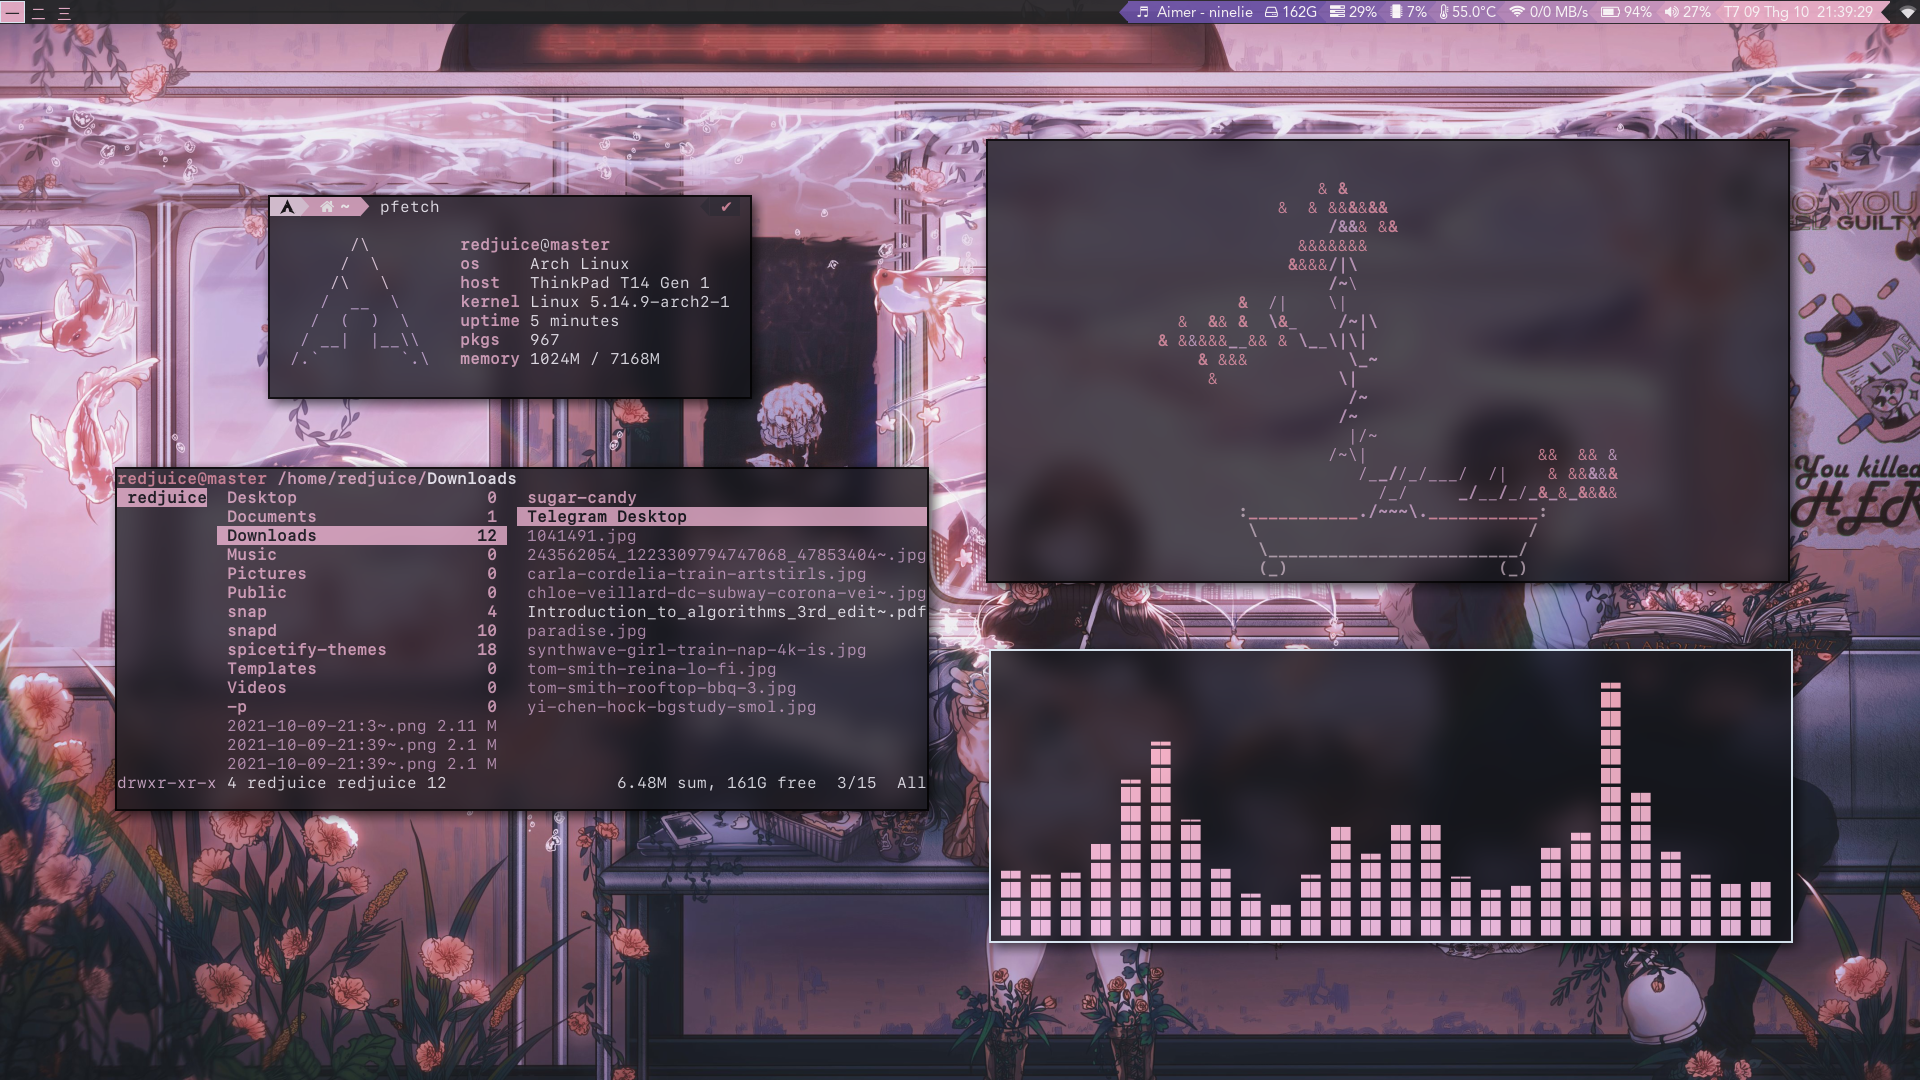 一 二 三
Aimer - ninelie 162G 29% 7% 55.0°C 0/0 MB/s 94% 27% T7 09 Thg 10 21:39:29
~ pfetch ✔
redjuice@master
os Arch Linux
host ThinkPad T14 Gen 1
kernel Linux 5.14.9-arch2-1
uptime 5 minutes
pkgs 967
memory 1024M / 7168M
redjuice@master /home/redjuice/Downloads
redjuice Desktop 0 sugar-candy
Documents 1 Telegram Desktop
Downloads 12 1041491.jpg
Music 0 243562054_1223309794747068_47853404~.jpg
Pictures 0 carla-cordelia-train-artstirls.jpg
Public 0 chloe-veillard-dc-subway-corona-vei~.jpg
snap 4 Introduction_to_algorithms_3rd_edit~.pdf
snapd 10 paradise.jpg
spicetify-themes 18 synthwave-girl-train-nap-4k-is.jpg
Templates 0 tom-smith-reina-lo-fi.jpg
Videos 0 tom-smith-rooftop-bbq-3.jpg
-p 0 yi-chen-hock-bgstudy-smol.jpg
2021-10-09-21:3~.png 2.11 M
2021-10-09-21:39~.png 2.1 M
2021-10-09-21:39~.png 2.1 M
drwxr-xr-x 4 redjuice redjuice 12 6.48M sum, 161G free 3/15 All
YOU
GUILTY
LIAR
You killed
HER